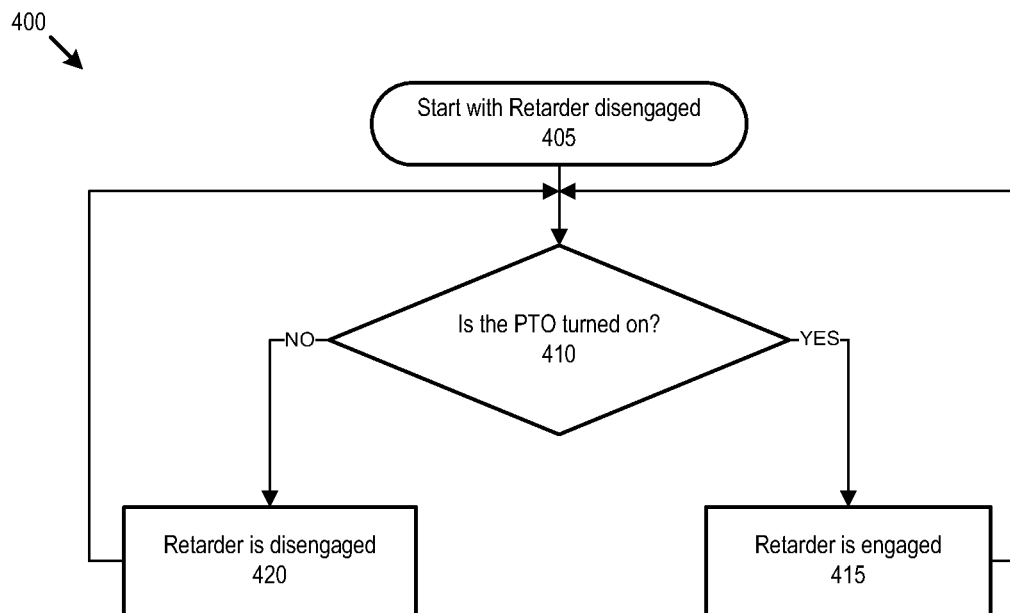 400
Start with Retarder disengaged
405
Is the PTO turned on?
410
NO
YES
Retarder is disengaged
420
Retarder is engaged
415